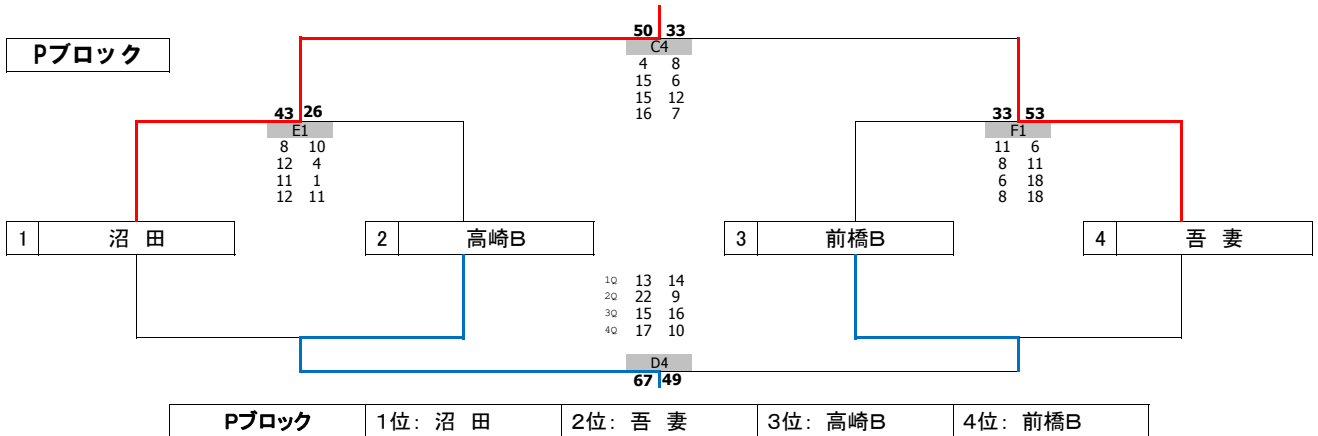 50 33
Pブロック
C4
4 8
15 6
15 12
16 7
43 26
33 53
E1
F1
8 10
11 6
12 4
8 11
11 1
6 18
12 11
8 18
1 沼 田
2 高崎B
3 前橋B
4 吾 妻
1Q 13 14
2Q 22 9
3Q 15 16
4Q 17 10
D4
67 49
Pブロック 1位: 沼 田 2位: 吾 妻 3位: 高崎B 4位: 前橋B